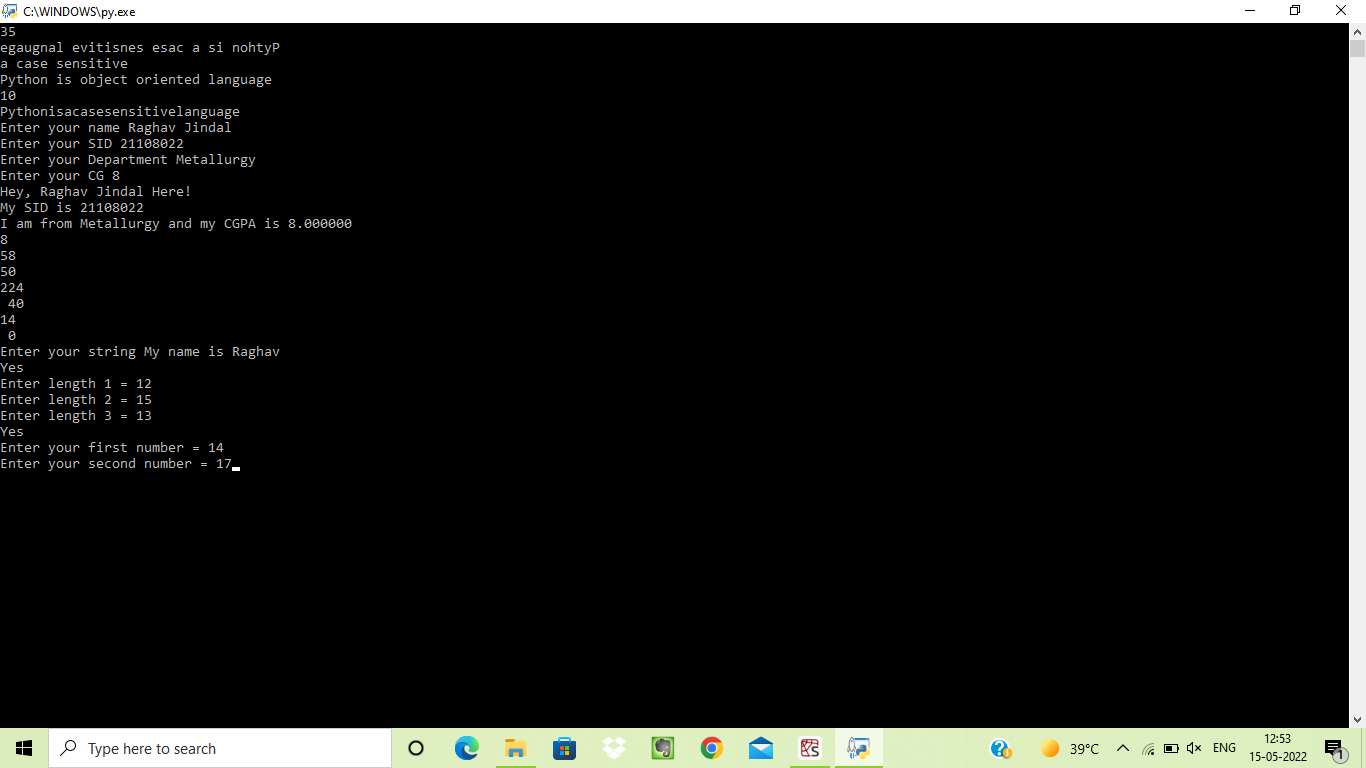 C:\WINDOWS\py.exe
35
egaugnal evitisnes esac a si nohtyP
a case sensitive
Python is object oriented language
10
Pythonisacasesensitivelanguage
Enter your name Raghav Jindal
Enter your SID 21108022
Enter your Department Metallurgy
Enter your CG 8
Hey, Raghav Jindal Here!
My SID is 21108022
I am from Metallurgy and my CGPA is 8.000000
8
58
50
224
 40
14
 0
Enter your string My name is Raghav
Yes
Enter length 1 = 12
Enter length 2 = 15
Enter length 3 = 13
Yes
Enter your first number = 14
Enter your second number = 17
Type here to search
39°C
ENG
12:53
15-05-2022
1